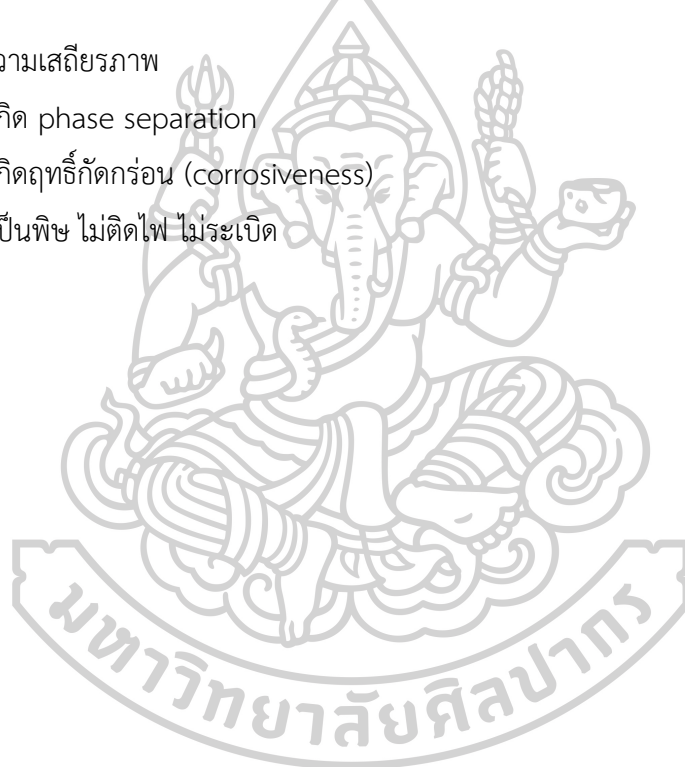 วามเสถียรภาพ
กิด phase separation
กิดฤทธิ์กัดกร่อน (corrosiveness)
ป็นพิษ ไม่ติดไฟ ไม่ระเบิด
มหาวิทยาลัยศิลปากร